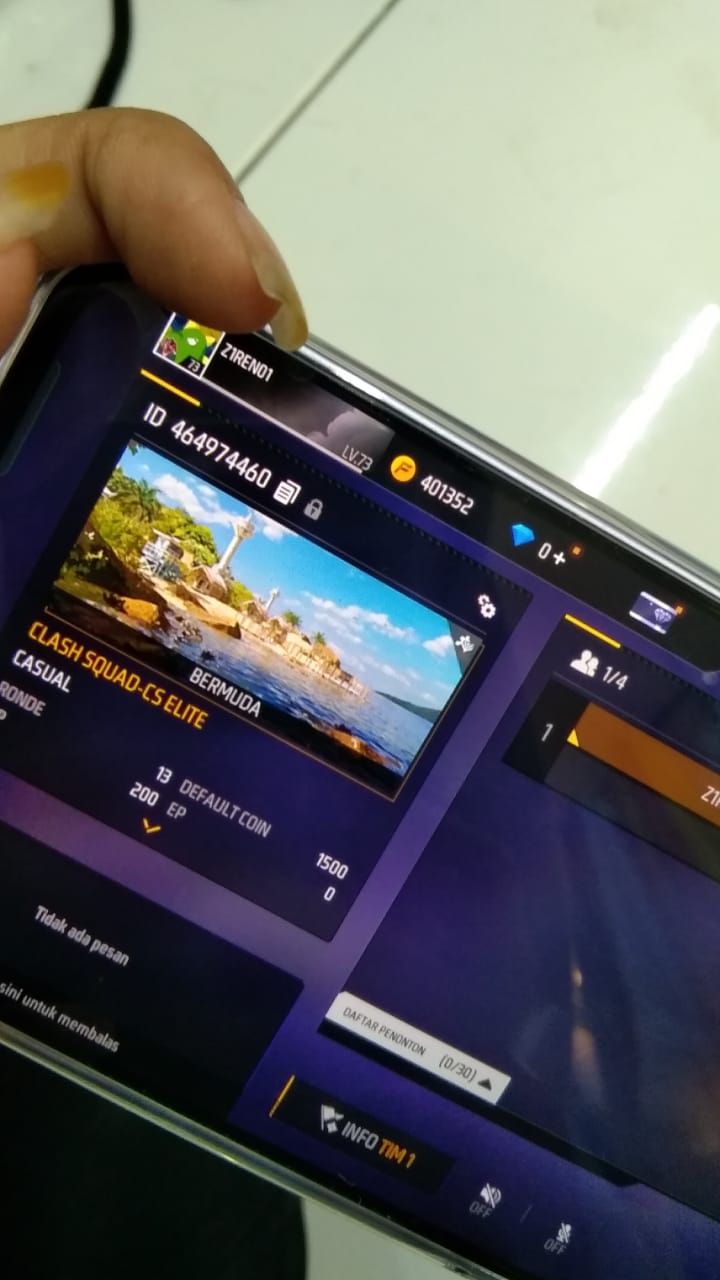 73
Z1REN01
LV.73
401352
0+
ID 464974460
BERMUDA
CLASH SQUAD-CS ELITE
CASUAL
RONDE
13
DEFAULT COIN
1500
200
EP
0
1/4
1
Tidak ada pesan
sini untuk membalas
DAFTAR PENONTON (0/30)
INFO TIM 1
OFF
OFF